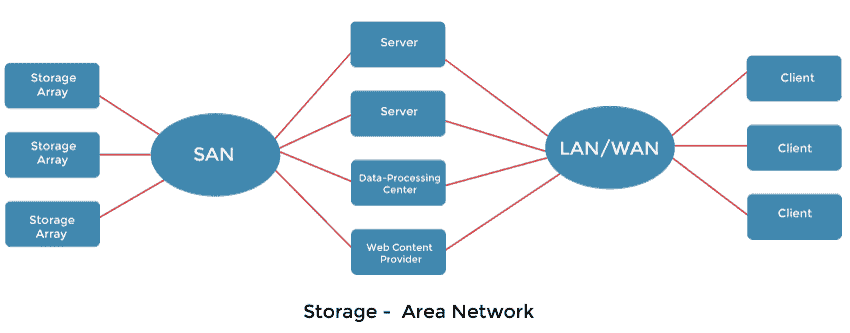 Storage
Array
Storage
Array
Storage
Array
SAN
Server
Server
Data-Processing
Center
Web Content
Provider
LAN/WAN
Client
Client
Client
Storage - Area Network